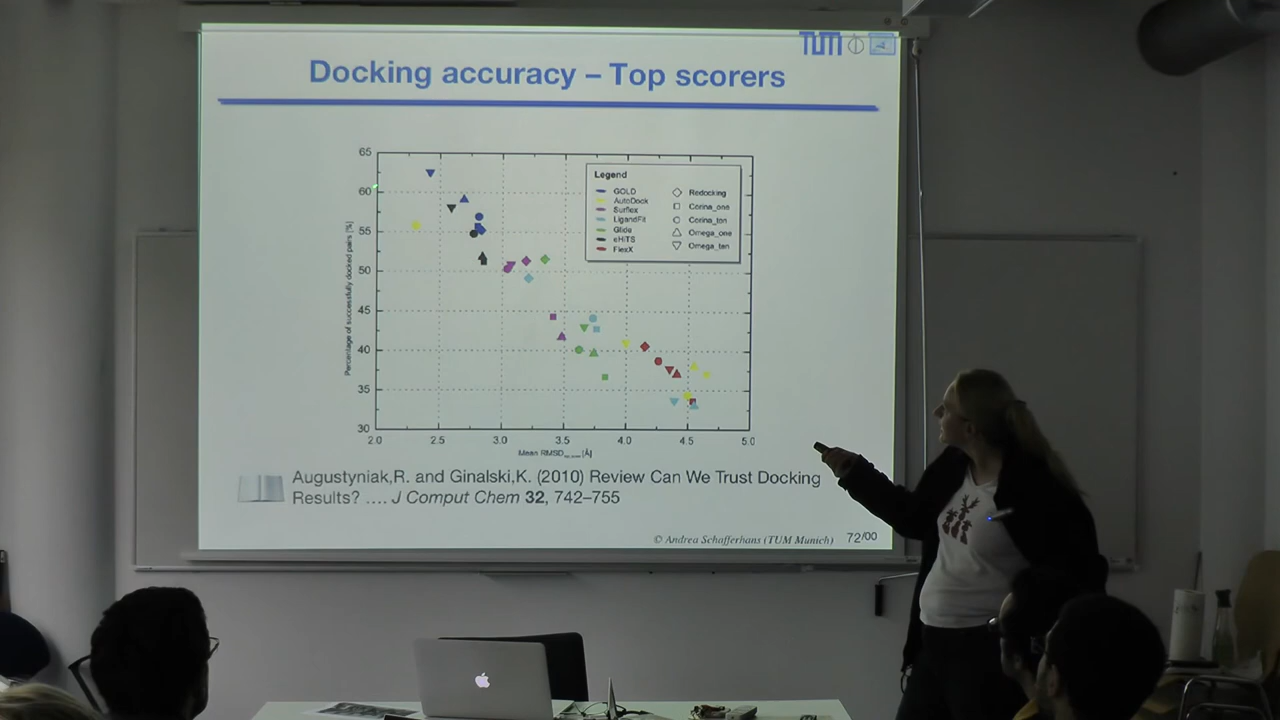 TUM
Docking accuracy – Top scorers
65
60
55
50
45
40
35
30
Percentage of successfully docked pairs [%]
Legend
GOLD
AutoDock
Surflex
LigandFit
Glide
eHiTS
FlexX
Redocking
Corina_one
Corina_ten
Omega_one
Omega_ten
2.0 2.5 3.0 3.5 4.0 4.5 5.0
Mean RMSD [Å]
Augustyniak,R. and Ginalski,K. (2010) Review Can We Trust Docking
Results? .... J Comput Chem 32, 742–755
© Andrea Schafferhans (TUM Munich) 72/00